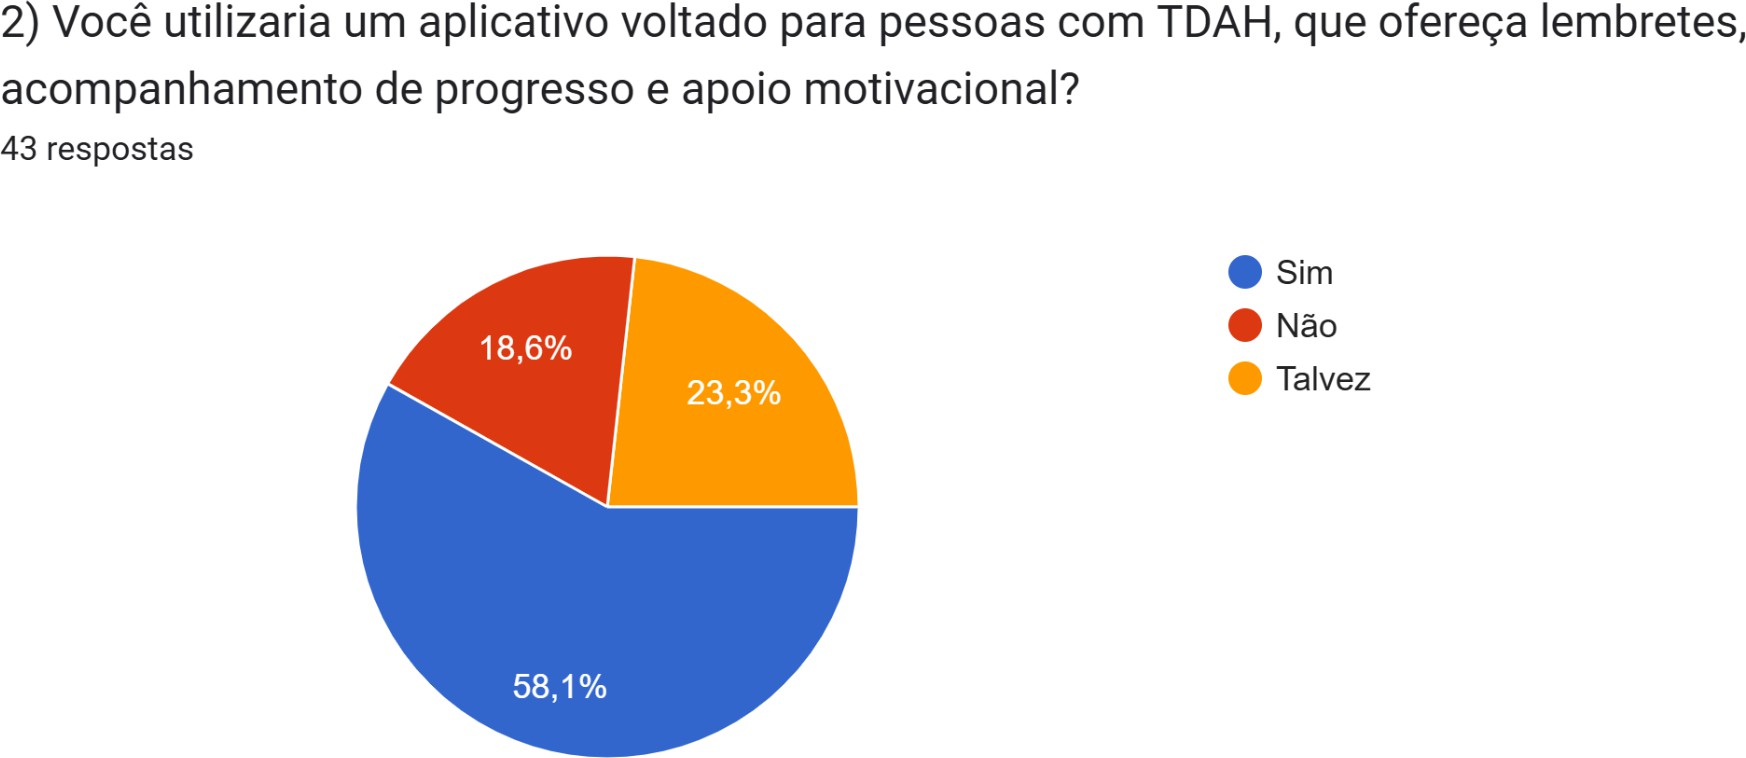 2) Você utilizaria um aplicativo voltado para pessoas com TDAH, que ofereça lembretes,
acompanhamento de progresso e apoio motivacional?
43 respostas
Sim
Não
Talvez
18,6%
23,3%
58,1%